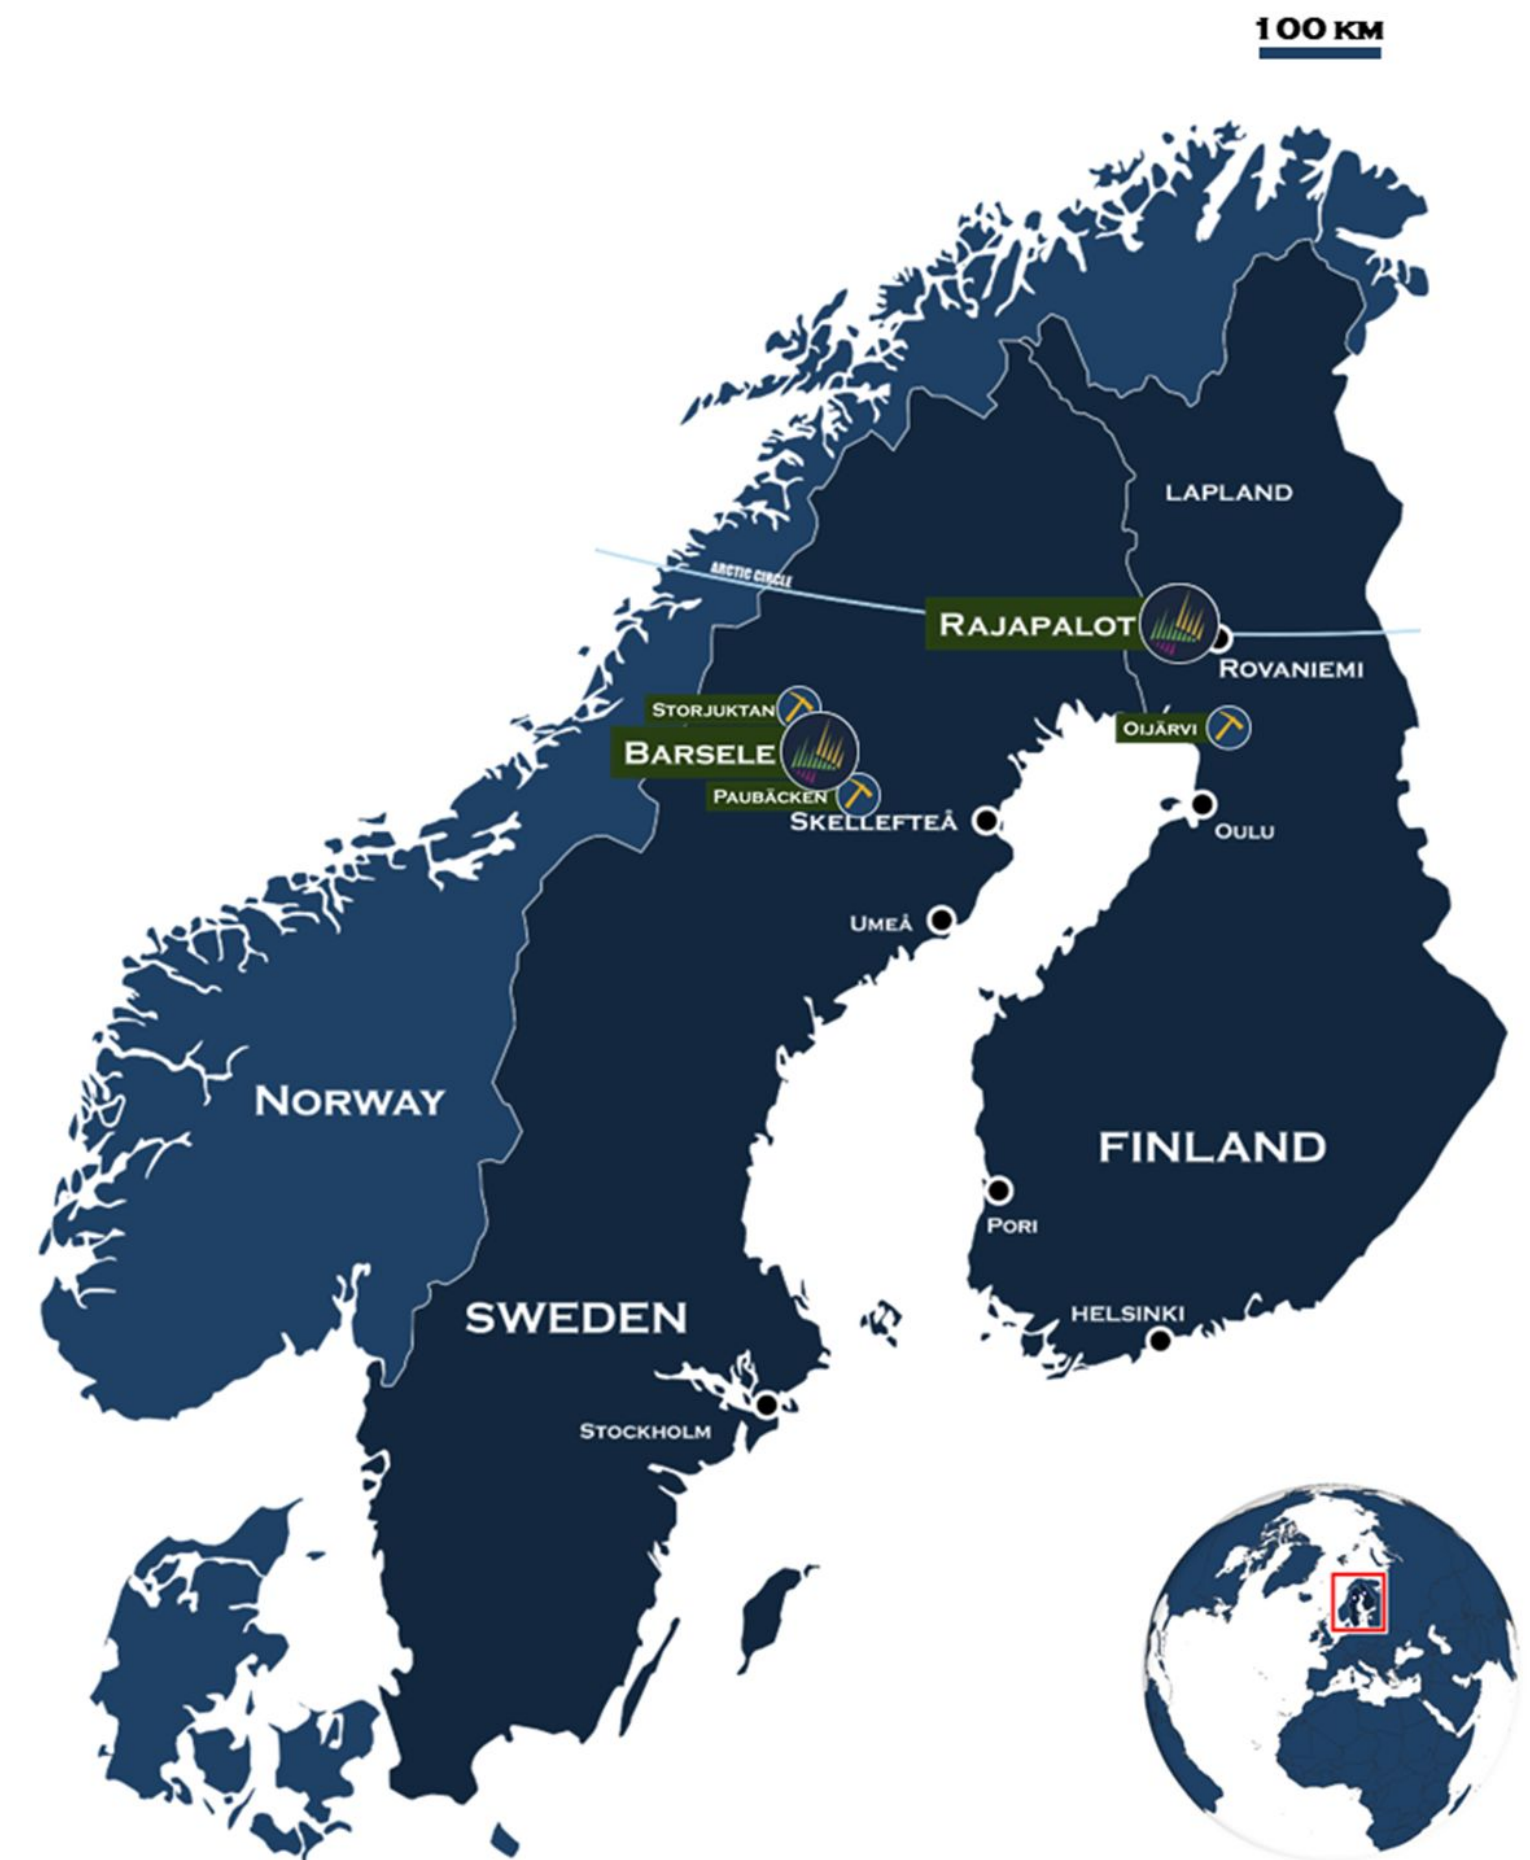 100 KM
LAPLAND
ARCTIC CIRCLE
RAJAPALOT
ROVANIEMI
STORJUKTAN
OIJÄRVI
BARSELE
PAUBÄCKEN
SKELLEFTEÅ
OULU
UMEÅ
NORWAY
FINLAND
PORI
SWEDEN
HELSINKI
STOCKHOLM